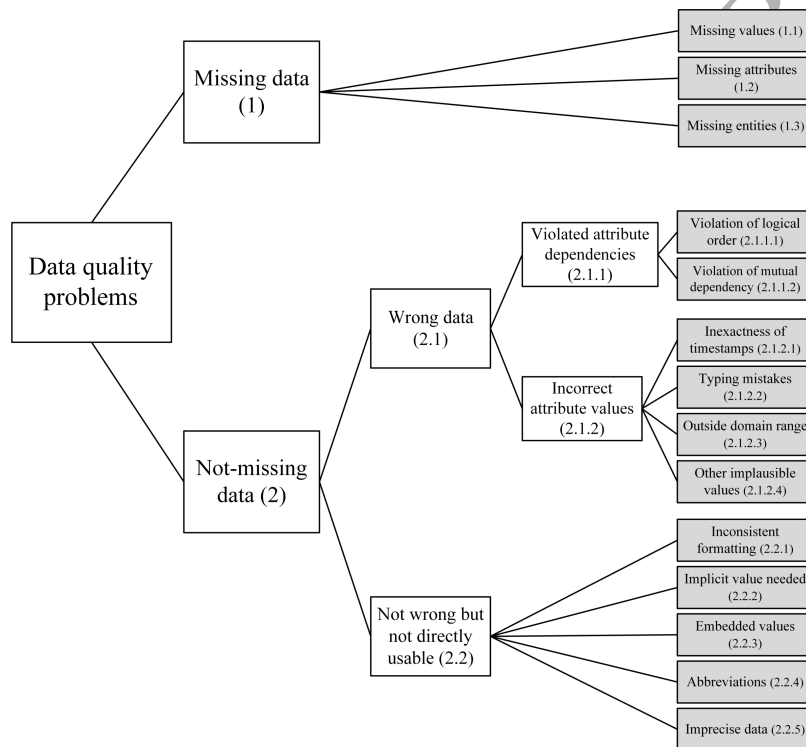 Missing values (1.1)
Missing data
(1)
Missing attributes
(1.2)
Missing entities (1.3)
Data quality
problems
Violated attribute
dependencies
(2.1.1)
Violation of logical
order (2.1.1.1)
Violation of mutual
dependency (2.1.1.2)
Wrong data
(2.1)
Inexactness of
timestamps (2.1.2.1)
Incorrect
attribute values
(2.1.2)
Typing mistakes
(2.1.2.2)
Outside domain range
(2.1.2.3)
Other implausible
values (2.1.2.4)
Not-missing
data (2)
Inconsistent
formatting (2.2.1)
Implicit value needed
(2.2.2)
Not wrong but
not directly
usable (2.2)
Embedded values
(2.2.3)
Abbreviations (2.2.4)
Imprecise data (2.2.5)